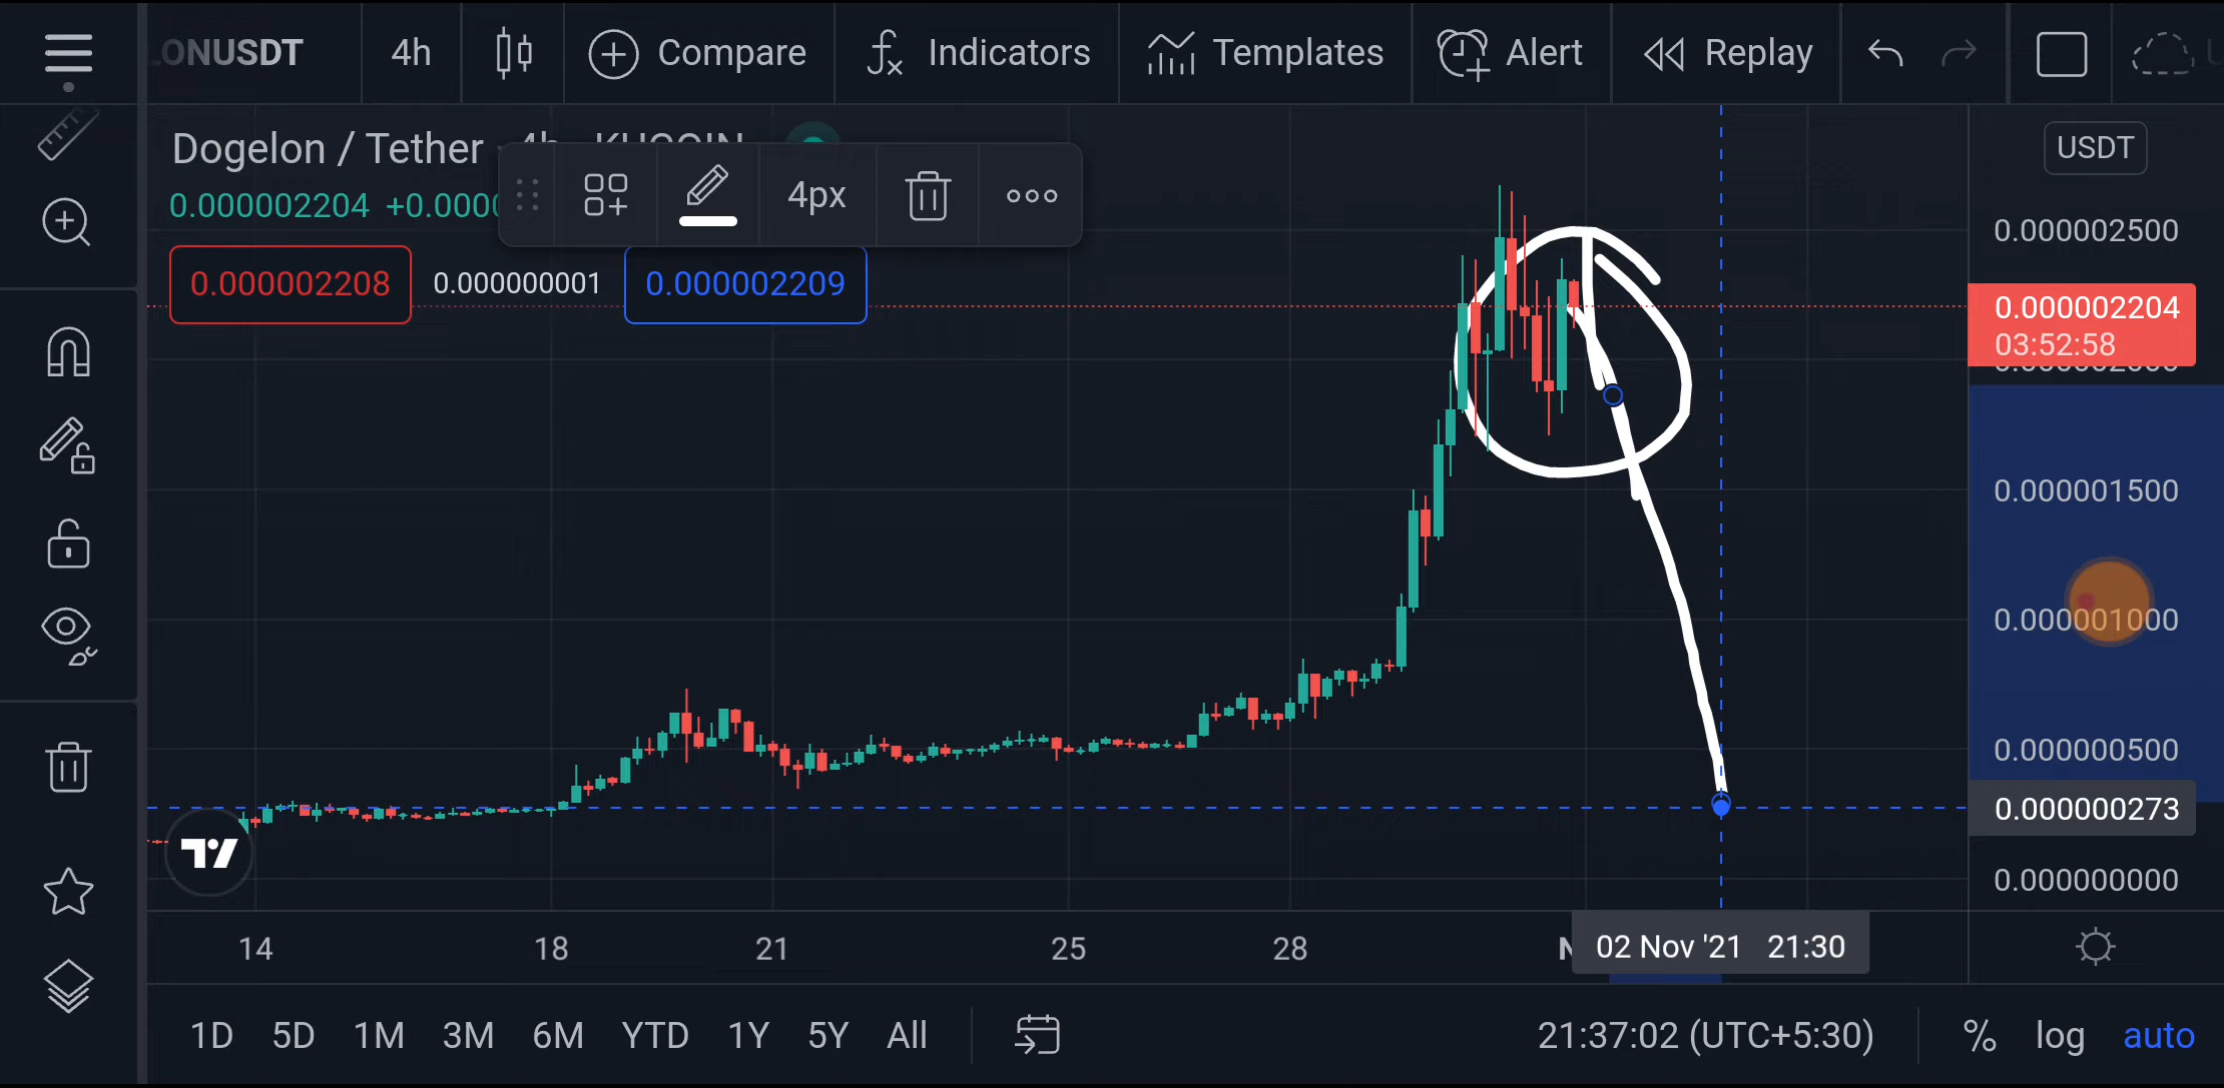 LONUSDT 4h Compare Indicators Templates Alert Replay
Dogelon / Tether · 4h · KUCOIN
USDT
0.000002204 +0.0000
4px
0.000002208 0.000000001 0.000002209
0.000002500
0.000002204
03:52:58
0.000001500
0.000001000
0.000000500
0.000000273
0.000000000
14 18 21 25 28 N 02 Nov '21 21:30
1D 5D 1M 3M 6M YTD 1Y 5Y All 21:37:02 (UTC+5:30) % log auto